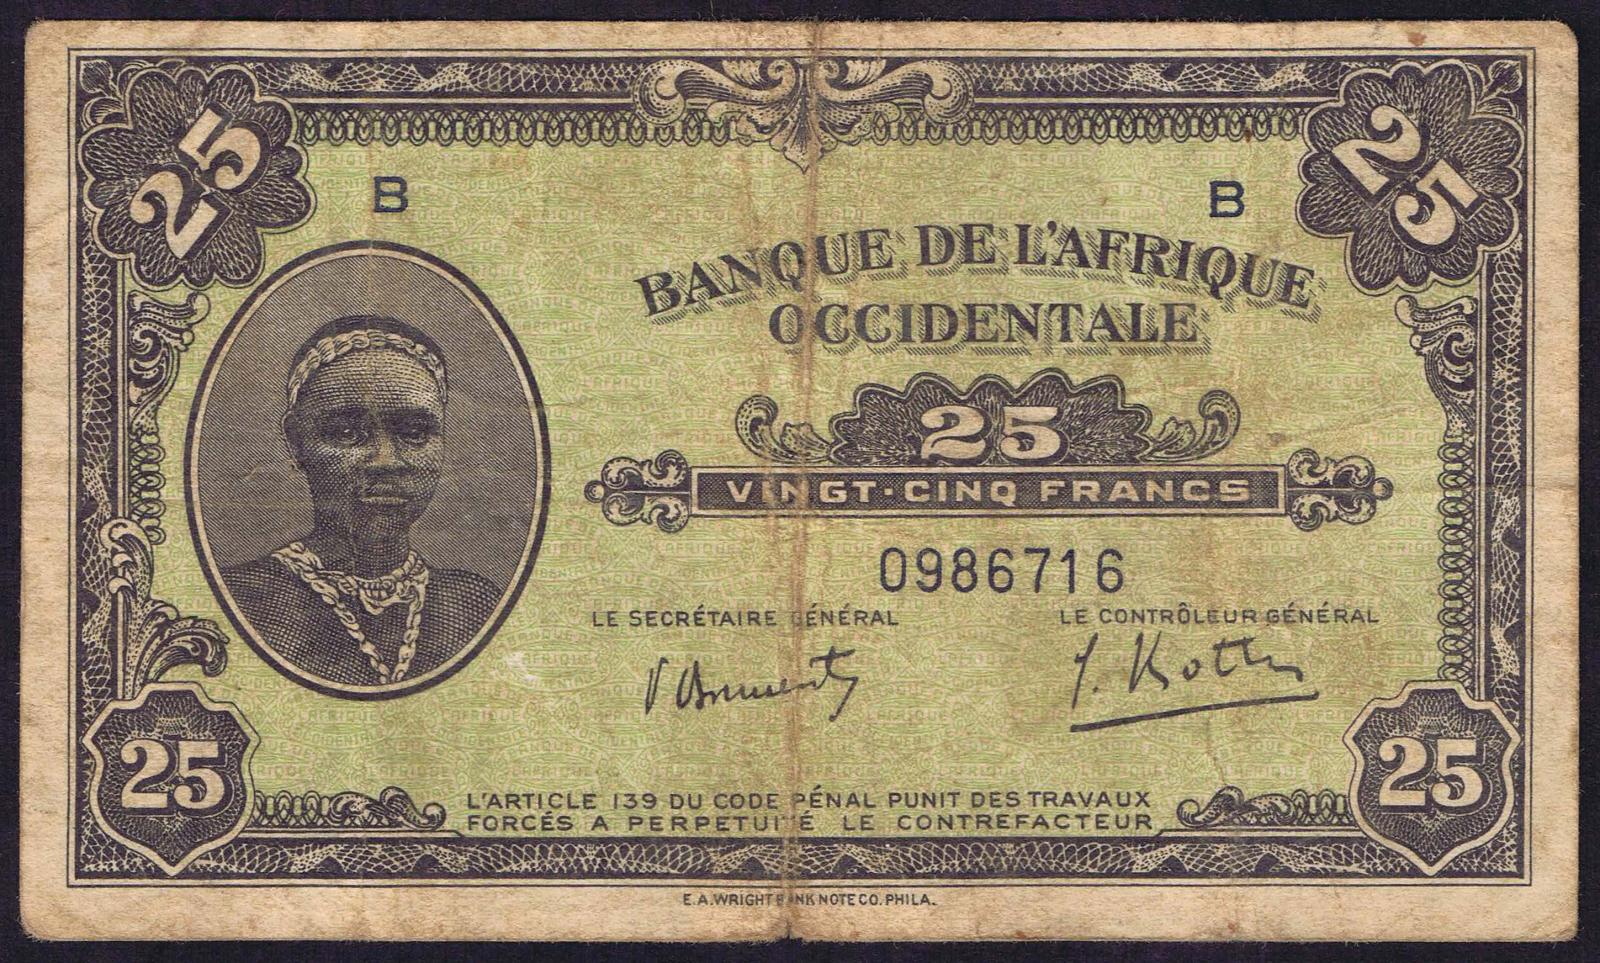 25
25
B
B
BANQUE DE L'AFRIQUE
OCCIDENTALE
25
VINGT-CINQ FRANCS
0986716
LE SECRÉTAIRE GÉNÉRAL
LE CONTRÔLEUR GÉNÉRAL
25
25
L'ARTICLE 139 DU CODE PÉNAL PUNIT DES TRAVAUX
FORCÉS A PERPETUITÉ LE CONTREFACTEUR
E.A. WRIGHT BANK NOTE CO. PHILA.